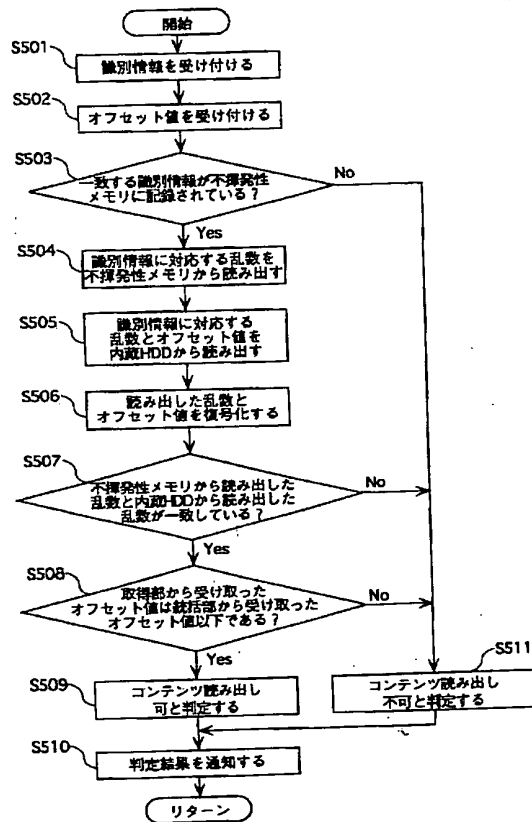 開始
S501
識別情報を受け付ける
S502
オフセット値を受け付ける
S503
一致する識別情報が不揮発性
メモリに記録されている?
No
Yes
S504
識別情報に対応する乱数を
不揮発性メモリから読み出す
S505
識別情報に対応する
乱数とオフセット値を
内蔵HDDから読み出す
S506
読み出した乱数と
オフセット値を復号化する
S507
不揮発性メモリから読み出した
乱数と内蔵HDDから読み出した
乱数が一致している?
No
Yes
S508
取得部から受け取った
オフセット値は統括部から受け取った
オフセット値以下である?
No
Yes
S509
コンテンツ読み出し
可と判定する
S511
コンテンツ読み出し
不可と判定する
S510
判定結果を通知する
リターン